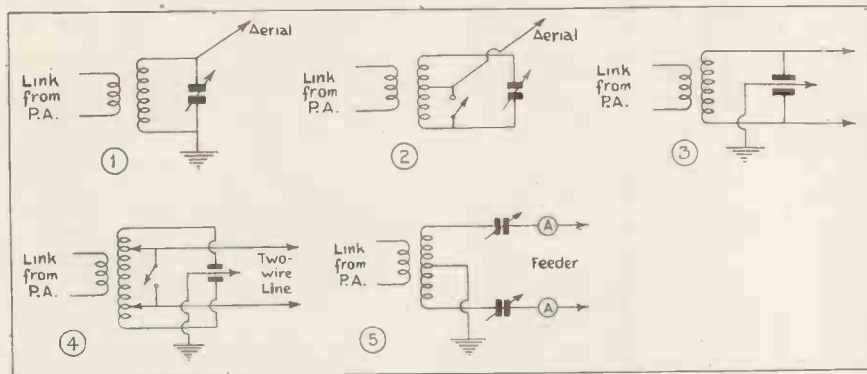 Aerial
Link
from
P.A.
1
Aerial
Link
from
P.A.
2
Link
from
P.A.
3
Link
from
P.A.
Two-
wire
Line
4
Link
from
P.A.
A
Feeder
A
5